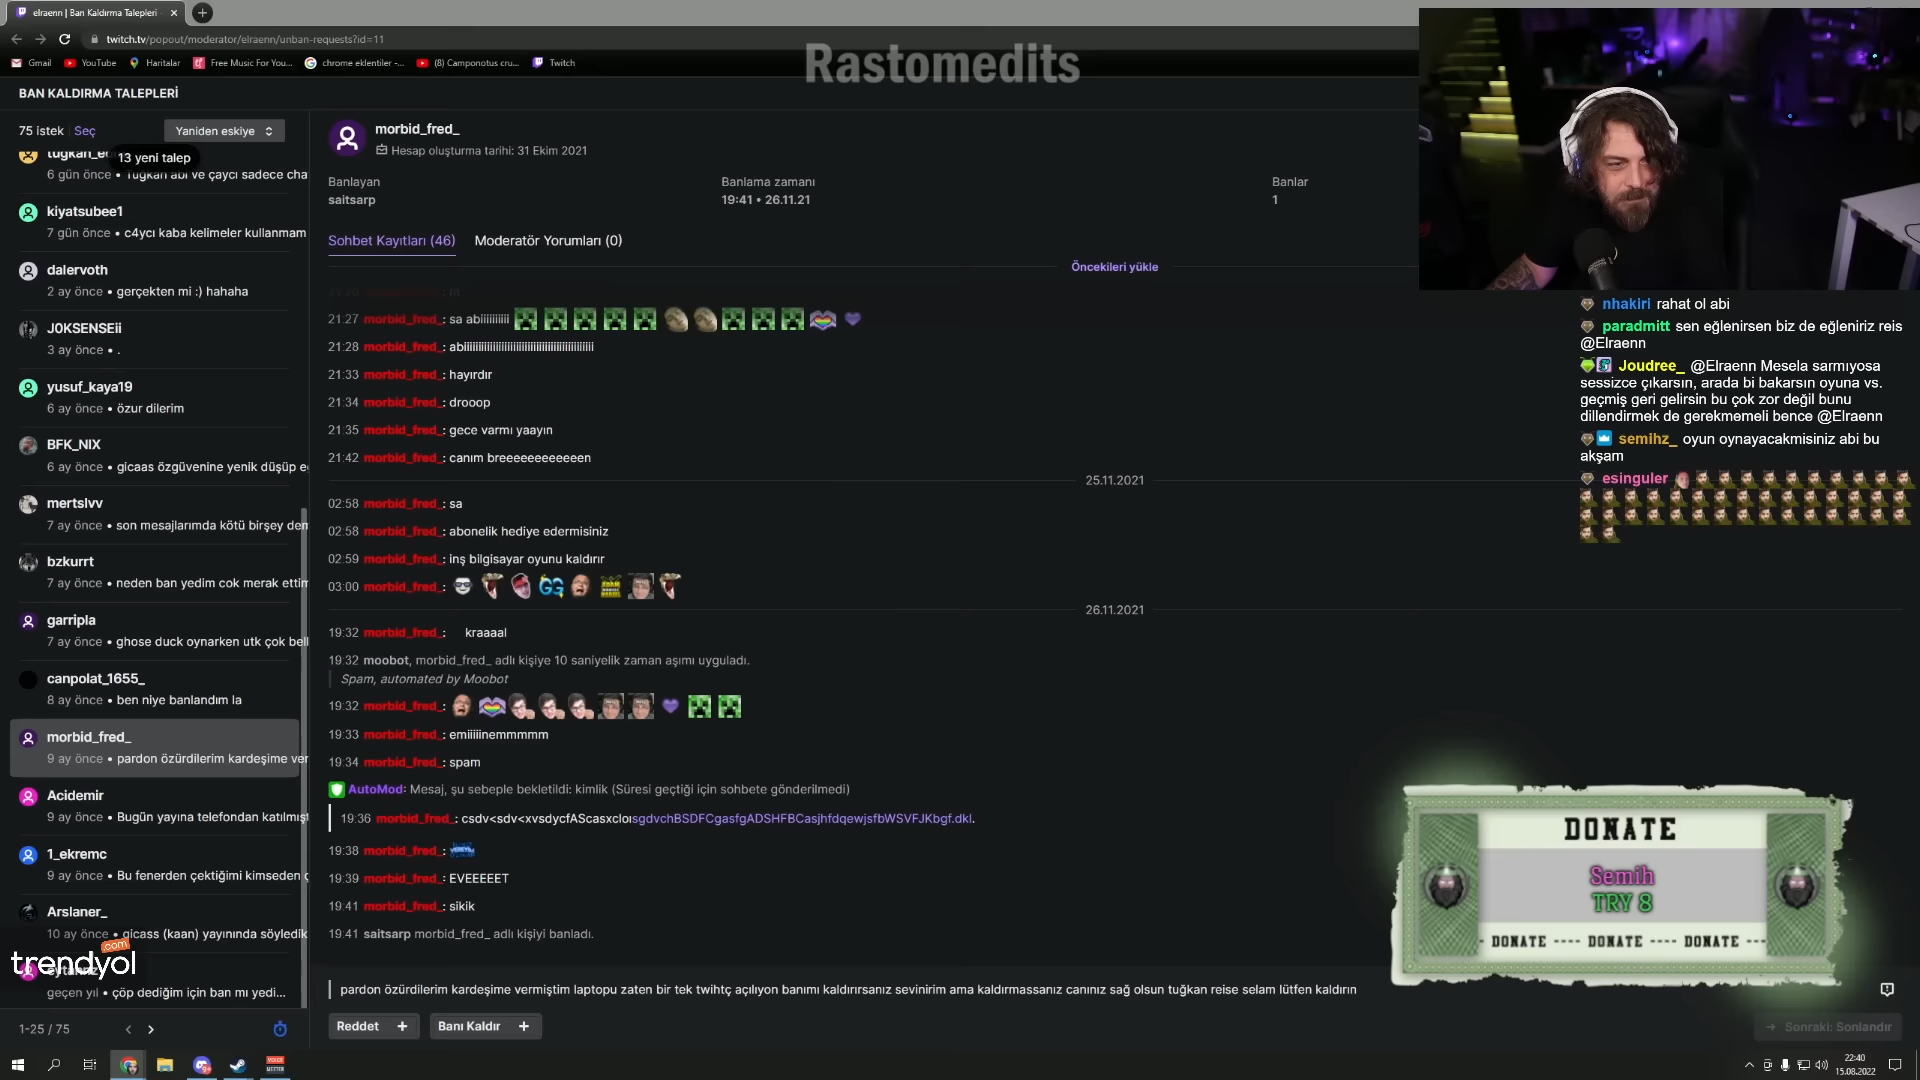 elraenn | Ban Kaldırma Talepleri
twitch.tv/popout/moderator/elraenn/unban-requests?id=11
Gmail YouTube Haritalar Free Music For You... chrome eklentiler -... (8) Camponotus cru... Twitch
Rastomedits
BAN KALDIRMA TALEPLERİ
75 istek Seç Yeniden eskiye
13 yeni talep
6 gün önce • Tuğkan abi ve çaycı sadece cha
kiyatsubee1
7 gün önce • c4ycı kaba kelimeler kullanmam
dalervoth
2 ay önce • gerçekten mi :) hahaha
J0KSENSEii
3 ay önce • .
yusuf_kaya19
6 ay önce • özur dilerim
BFK_NIX
6 ay önce • gicaas özgüvenine yenik düşüp e
mertslvv
7 ay önce • son mesajlarımda kötü birşey den
bzkurrt
7 ay önce • neden ban yedim cok merak ettim
garripla
7 ay önce • ghose duck oynarken utk çok bell
canpolat_1655_
8 ay önce • ben niye banlandım la
morbid_fred_
9 ay önce • pardon özürdilerim kardeşime ver
Acidemir
9 ay önce • Bugün yayına telefondan katılmış
1_ekremc
9 ay önce • Bu fenerden çektiğimi kimseden ç
Arslaner_
10 ay önce • gicass (kaan) yayınında söyledik
trendyol
.com
geçen yıl • çöp dediğim için ban mı yedi...
1-25 / 75
morbid_fred_
Hesap oluşturma tarihi: 31 Ekim 2021
Banlayan Banlama zamanı Banlar
saitsarp 19:41 • 26.11.21 1
Sohbet Kayıtları (46) Moderatör Yorumları (0)
Öncekileri yükle
21:27 morbid_fred_: sa abiiiiiiiiii
21:28 morbid_fred_: abiiiiiiiiiiiiiiiiiiiiiiiiiiiiiiiiiiiiiiiii
21:33 morbid_fred_: hayırdır
21:34 morbid_fred_: drooop
21:35 morbid_fred_: gece varmı yaayın
21:42 morbid_fred_: canım breeeeeeeeeeeen
25.11.2021
02:58 morbid_fred_: sa
02:58 morbid_fred_: abonelik hediye edermisiniz
02:59 morbid_fred_: inş bilgisayar oyunu kaldırır
03:00 morbid_fred_:
26.11.2021
19:32 morbid_fred_: kraaaal
19:32 moobot, morbid_fred_ adlı kişiye 10 saniyelik zaman aşımı uyguladı.
Spam, automated by Moobot
19:32 morbid_fred_:
19:33 morbid_fred_: emiiiiinemmmmm
19:34 morbid_fred_: spam
AutoMod: Mesaj, şu sebeple bekletildi: kimlik (Süresi geçtiği için sohbete gönderilmedi)
19:36 morbid_fred_: csdv<sdv<xvsdycfAScasxcloısgdvchBSDFCgasfgADSHFBCasjhfdqewjsfbWSVFJKbgf.dkl.
19:38 morbid_fred_:
19:39 morbid_fred_: EVEEEEET
19:41 morbid_fred_: sikik
19:41 saitsarp morbid_fred_ adlı kişiyi banladı.
pardon özürdilerim kardeşime vermiştim laptopu zaten bir tek twihtç açılıyon banımı kaldırırsanız sevinirim ama kaldırmassanız canınız sağ olsun tuğkan reise selam lütfen kaldırın
Reddet + Banı Kaldır +
Sonraki: Sonlandır
nhakiri rahat ol abi
paradmitt sen eğlenirsen biz de eğleniriz reis
@Elraenn
Joudree_ @Elraenn Mesela sarmıyosa
sessizce çıkarsın, arada bi bakarsın oyuna vs.
geçmiş geri gelirsin bu çok zor değil bunu
dillendirmek de gerekmemeli bence @Elraenn
semihz_ oyun oynayacakmisiniz abi bu
akşam
esinguler
DONATE
Semih
TRY 8
- DONATE ---- DONATE ---- DONATE ---
22:40
15.08.2022